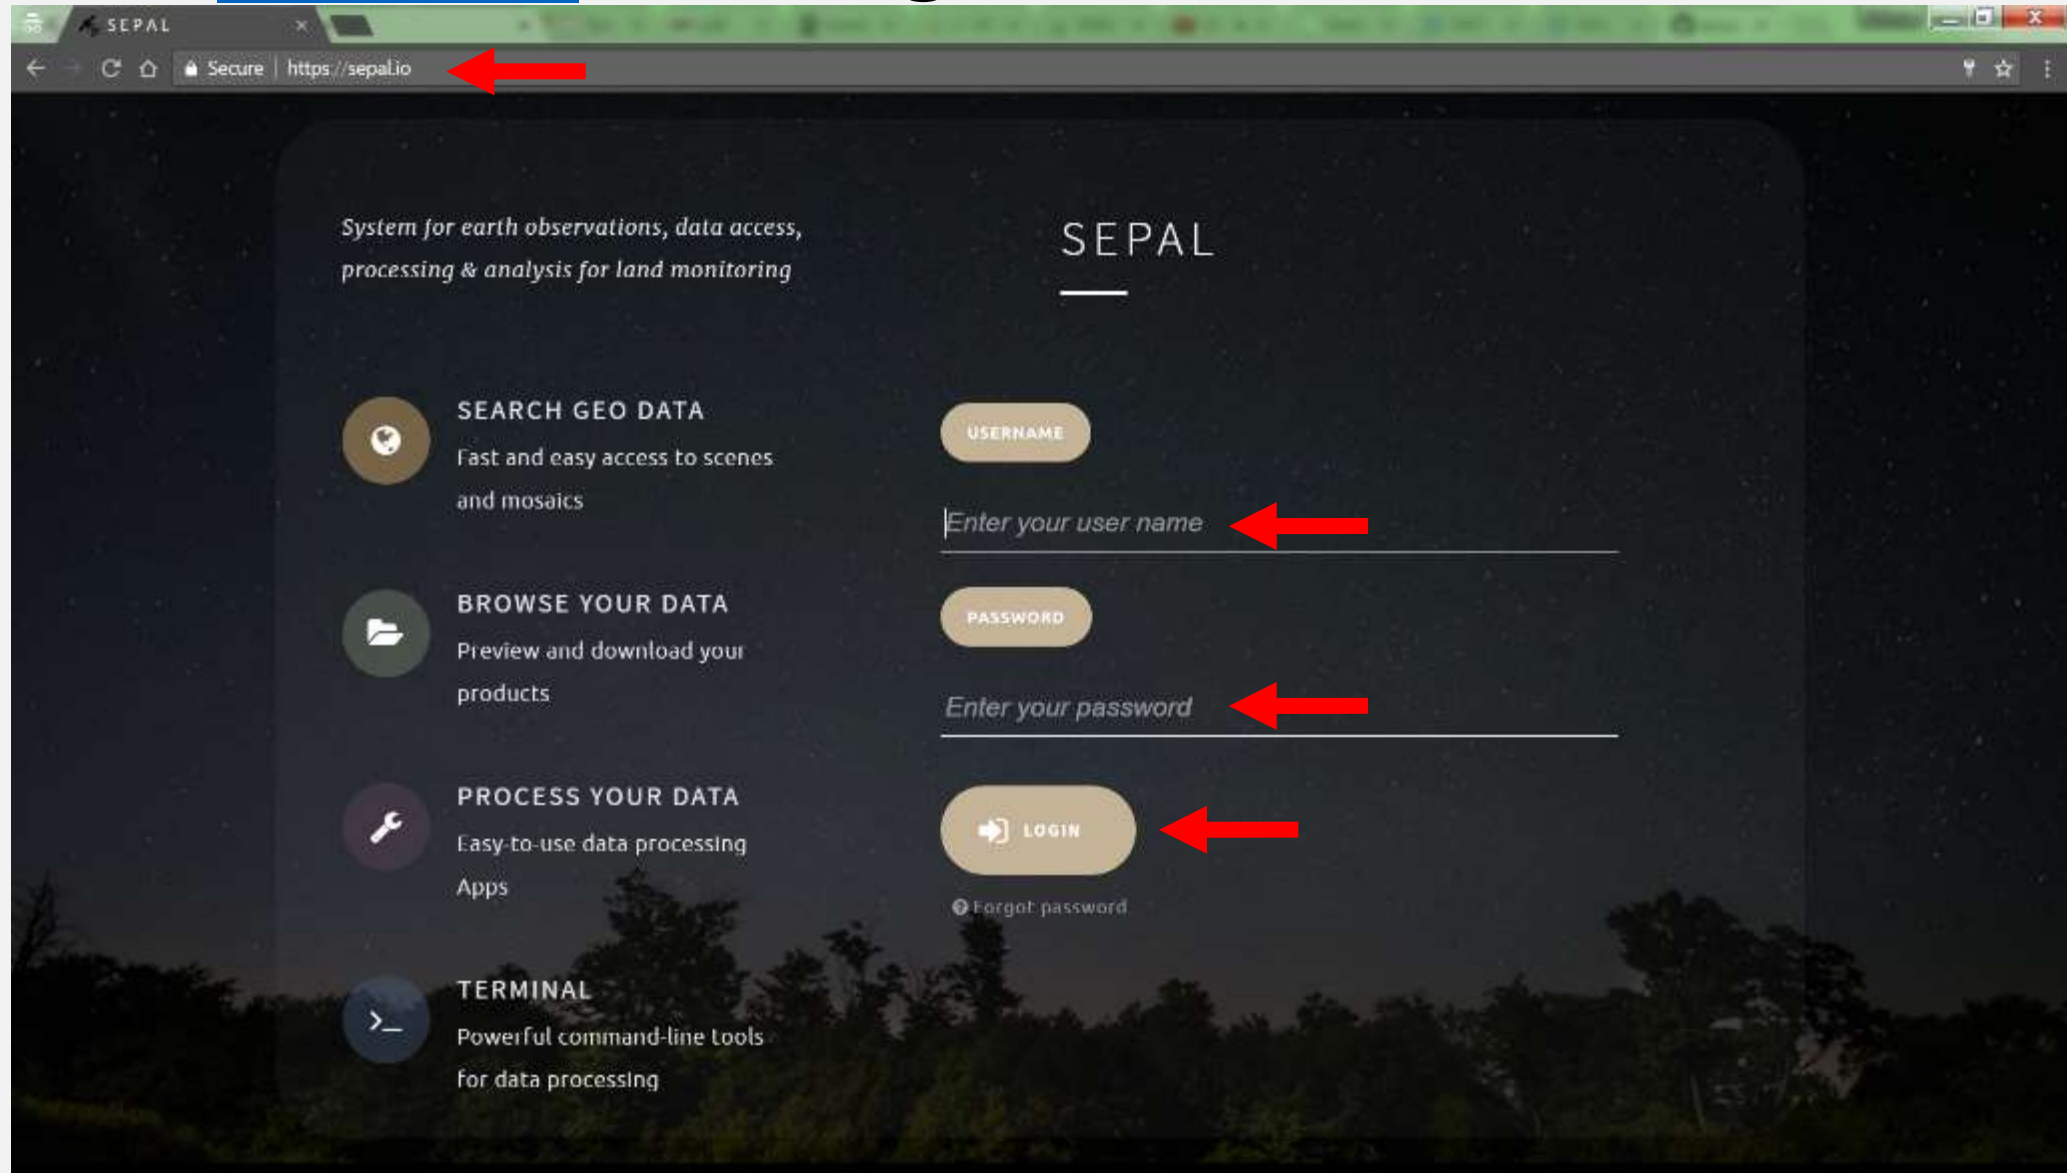 SEPAL
Secure | https://sepal.io
System for earth observations, data access,
processing & analysis for land monitoring
SEPAL
SEARCH GEO DATA
Fast and easy access to scenes
and mosaics
BROWSE YOUR DATA
Preview and download your
products
PROCESS YOUR DATA
Easy-to-use data processing
Apps
TERMINAL
Powerful command-line tools
for data processing
USERNAME
Enter your user name
PASSWORD
Enter your password
LOGIN
Forgot password